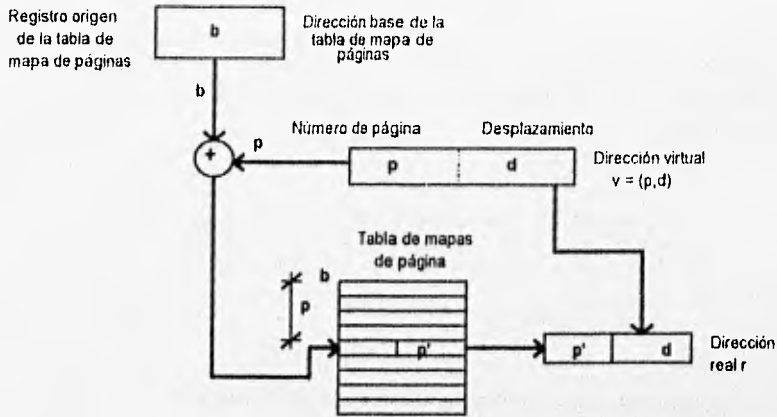 Registro origen
de la tabla de
mapa de páginas
b
Dirección base de la
tabla de mapa de
páginas
b
Número de página
Desplazamiento
p
+
p
d
Dirección virtual
v = (p,d)
Tabla de mapas
de página
b
p
p'
p'
d
Dirección
real r